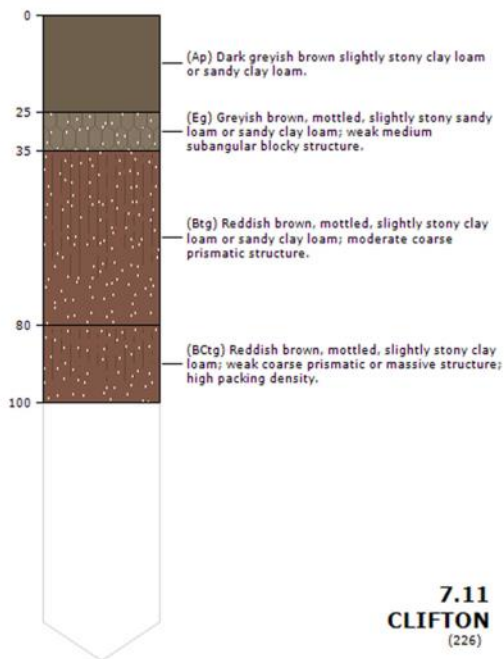 0
(Ap) Dark greyish brown slightly stony clay loam
or sandy clay loam.
25
(Eg) Greyish brown, mottled, slightly stony sandy
loam or sandy clay loam; weak medium
subangular blocky structure.
35
(Btg) Reddish brown, mottled, slightly stony clay
loam or sandy clay loam; moderate coarse
prismatic structure.
80
(BCtg) Reddish brown, mottled, slightly stony clay
loam; weak coarse prismatic or massive structure;
high packing density.
100
7.11
CLIFTON
(226)